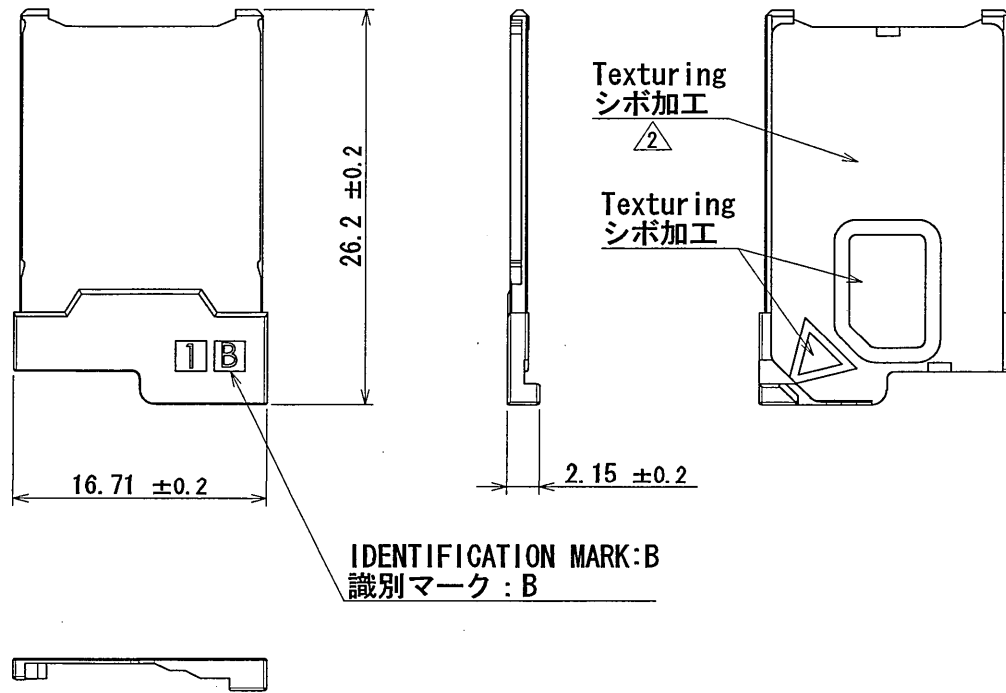 Texturing
シボ加工
2
26.2 ±0.2
Texturing
シボ加工
1 B
16.71 ±0.2
2.15 ±0.2
IDENTIFICATION MARK:B
識別マーク:B